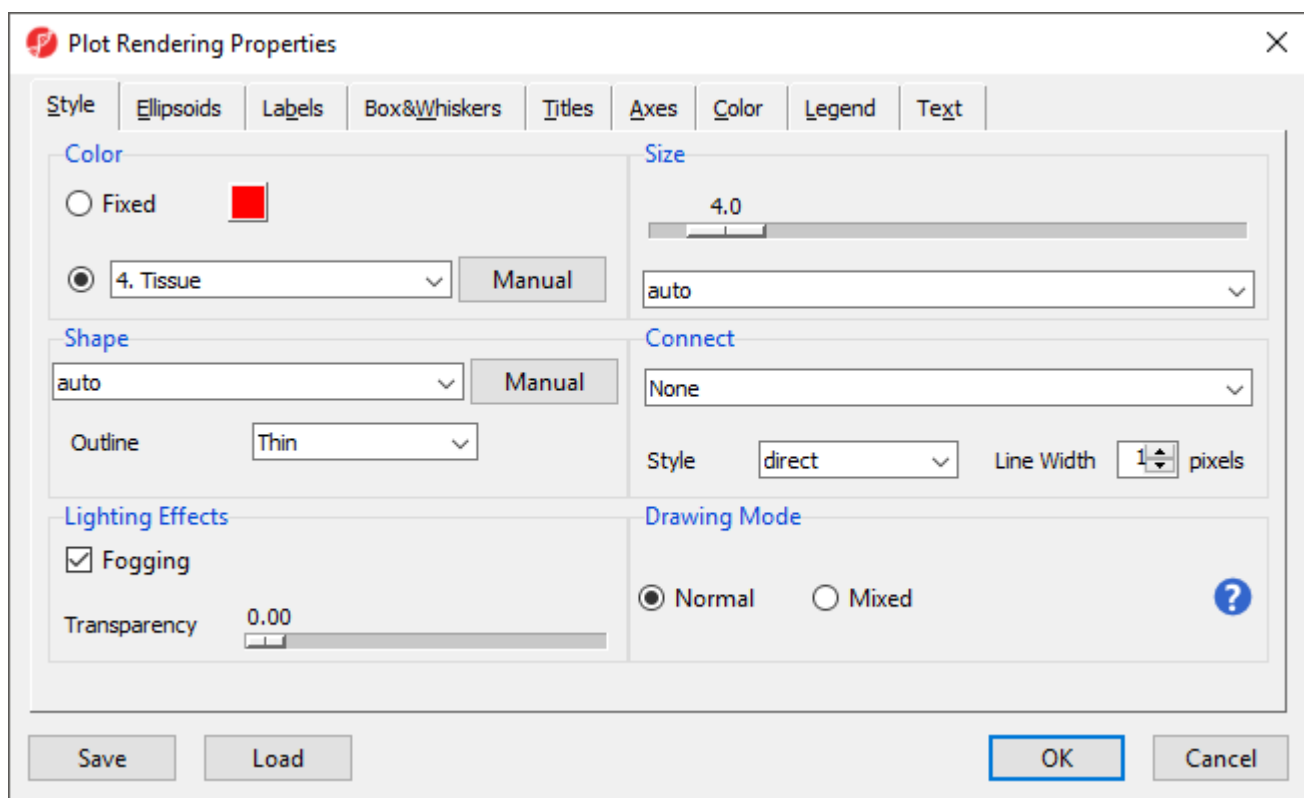 Plot Rendering Properties
Style Ellipsoids Labels Box&Whiskers Titles Axes Color Legend Text
Color
Fixed
4. Tissue Manual
Size
4.0
auto
Shape
auto Manual
Outline Thin
Connect
None
Style direct Line Width 1 pixels
Lighting Effects
Fogging
Transparency 0.00
Drawing Mode
Normal Mixed ?
Save Load OK Cancel